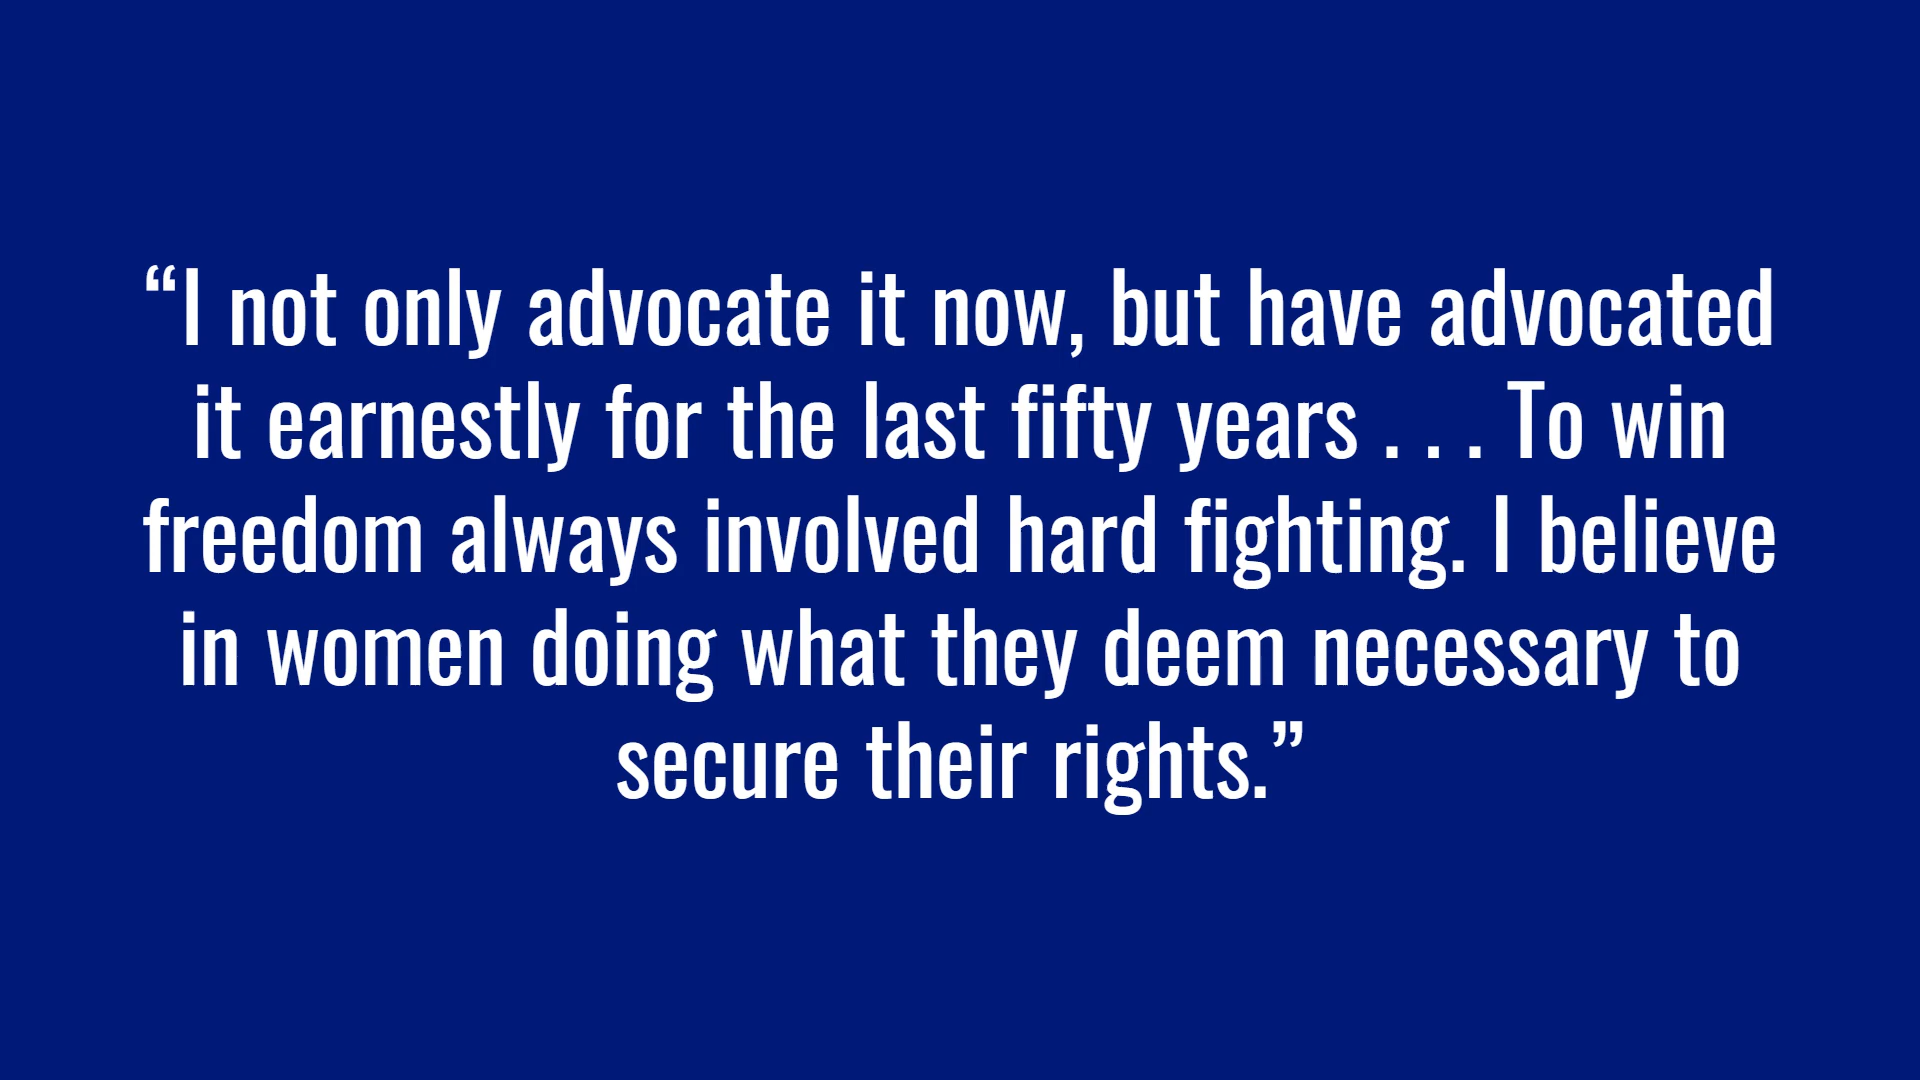 “I not only advocate it now, but have advocated
it earnestly for the last fifty years . . . To win
freedom always involved hard fighting. I believe
in women doing what they deem necessary to
secure their rights.”